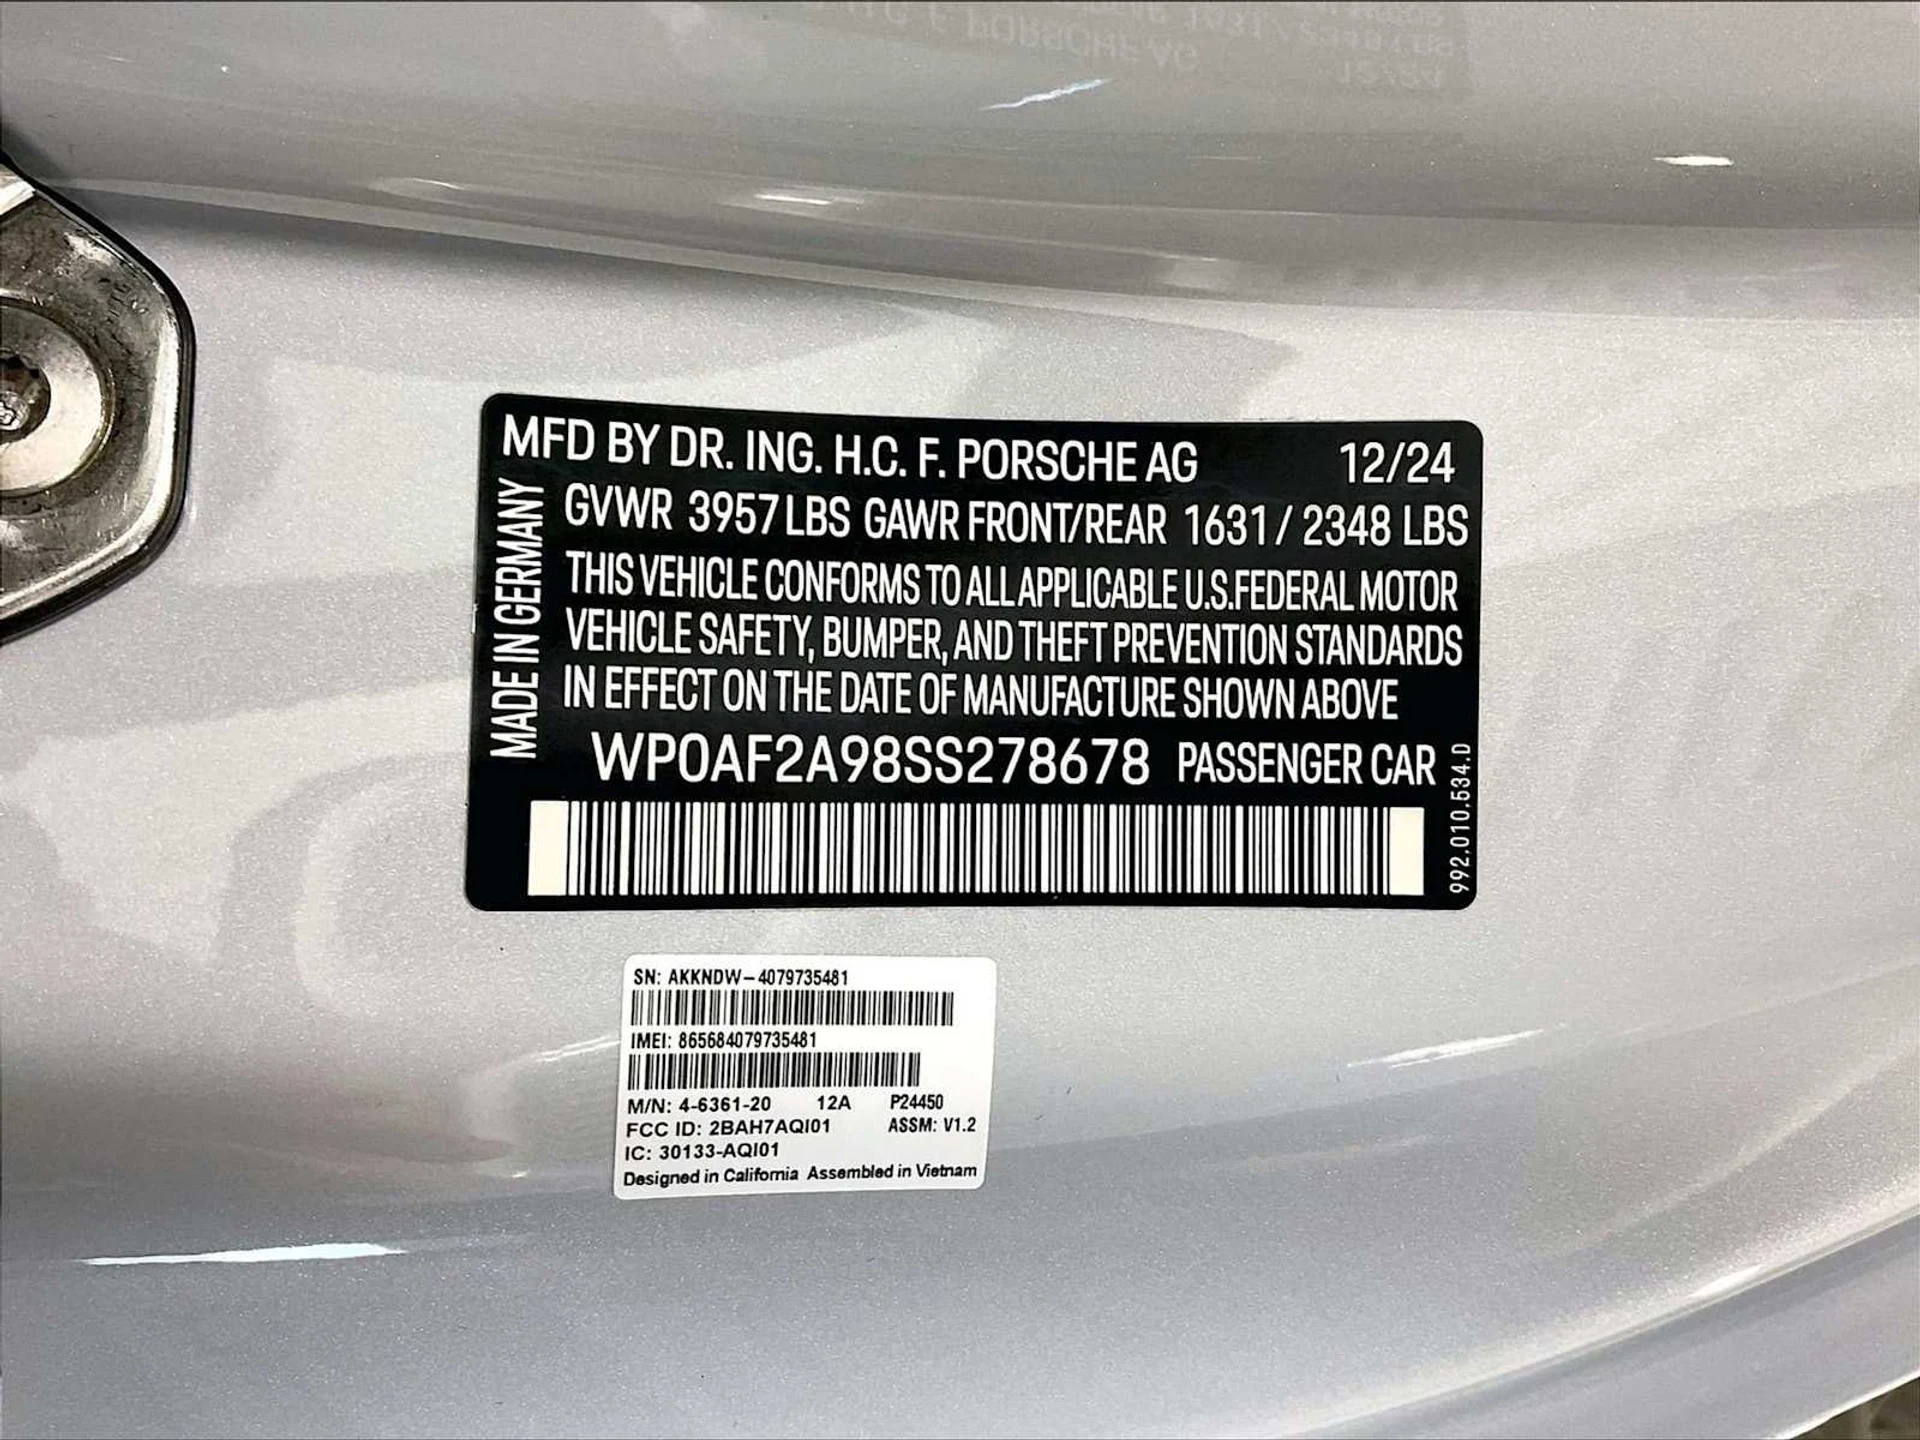 MFD BY DR. ING. H.C. F. PORSCHE AG 12/24
GVWR 3957 LBS GAWR FRONT/REAR 1631 / 2348 LBS
THIS VEHICLE CONFORMS TO ALL APPLICABLE U.S.FEDERAL MOTOR
VEHICLE SAFETY, BUMPER, AND THEFT PREVENTION STANDARDS
IN EFFECT ON THE DATE OF MANUFACTURE SHOWN ABOVE
WP0AF2A98SS278678 PASSENGER CAR
MADE IN GERMANY
992.010.534.D
SN: AKKNDW-4079735481
IMEI: 865684079735481
M/N: 4-6361-20 12A P24450
FCC ID: 2BAH7AQI01 ASSM: V1.2
IC: 30133-AQI01
Designed in California Assembled in Vietnam